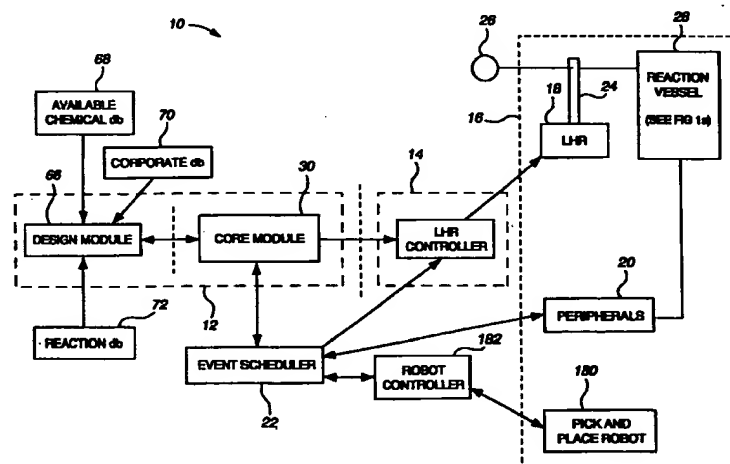 10
26
28
68
AVAILABLE
CHEMICAL db
70
CORPORATE db
18
24
REACTION
VESSEL
(SEE FIG 1a)
16
LHR
66
30
14
DESIGN MODULE
CORE MODULE
LHR
CONTROLLER
12
72
REACTION db
20
PERIPHERALS
EVENT SCHEDULER
22
182
ROBOT
CONTROLLER
180
PICK AND
PLACE ROBOT